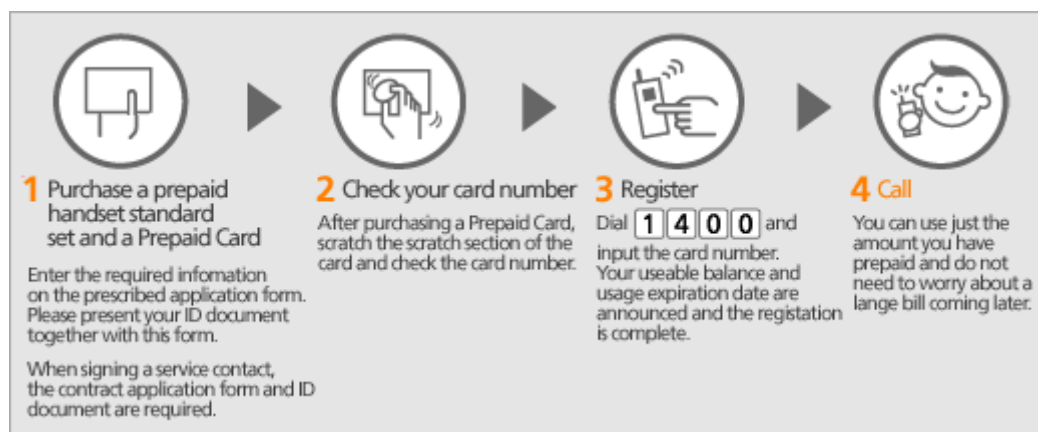 1 Purchase a prepaid
handset standard
set and a Prepaid Card
Enter the required infomation
on the prescribed application form.
Please present your ID document
together with this form.
When signing a service contact,
the contract application form and ID
document are required.
2 Check your card number
After purchasing a Prepaid Card,
scratch the scratch section of the
card and check the card number.
3 Register
Dial 1 4 0 0 and
input the card number.
Your useable balance and
usage expiration date are
announced and the registation
is complete.
4 Call
You can use just the
amount you have
prepaid and do not
need to worry about a
lange bill coming later.